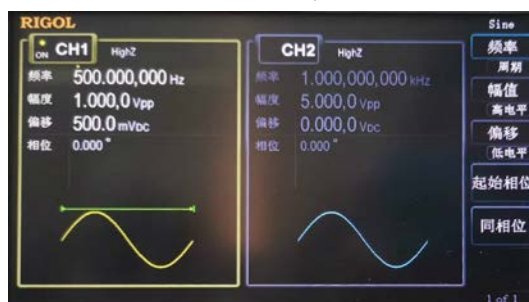 RIGOL
Sine
ON CH1 HighZ
频率 500.000,000 Hz
幅度 1.000,0 Vpp
偏移 500.0 mVDC
相位 0.000 °
CH2 HighZ
频率 1.000,000,000 kHz
幅度 5.000,0 Vpp
偏移 0.000,0 VDC
相位 0.000 °
频率
周期
幅值
高电平
偏移
低电平
起始相位
同相位
1 of 1